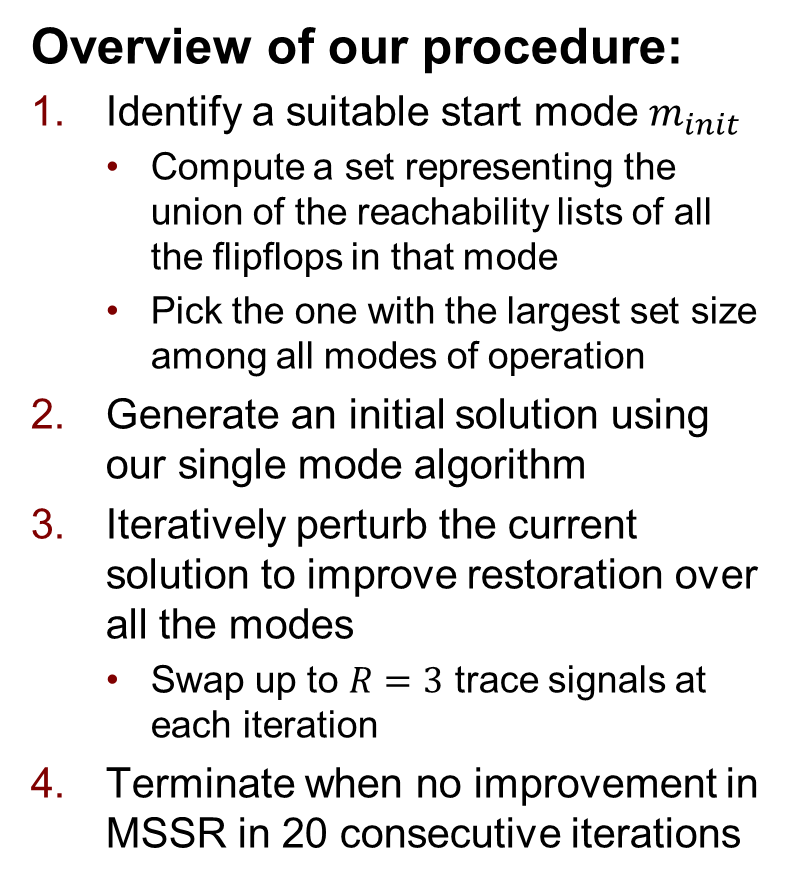 Overview of our procedure:
1. Identify a suitable start mode $m_{init}$
• Compute a set representing the
union of the reachability lists of all
the flipflops in that mode
• Pick the one with the largest set size
among all modes of operation
2. Generate an initial solution using
our single mode algorithm
3. Iteratively perturb the current
solution to improve restoration over
all the modes
• Swap up to $R = 3$ trace signals at
each iteration
4. Terminate when no improvement in
MSSR in 20 consecutive iterations